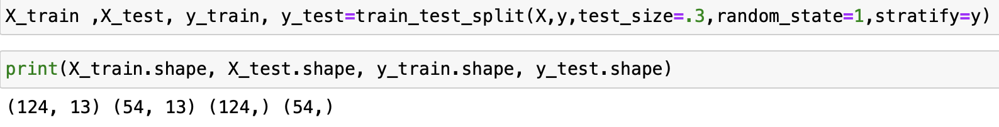 X_train ,X_test, y_train, y_test=train_test_split(X,y,test_size=.3,random_state=1,stratify=y)
print(X_train.shape, X_test.shape, y_train.shape, y_test.shape)
(124, 13) (54, 13) (124,) (54,)